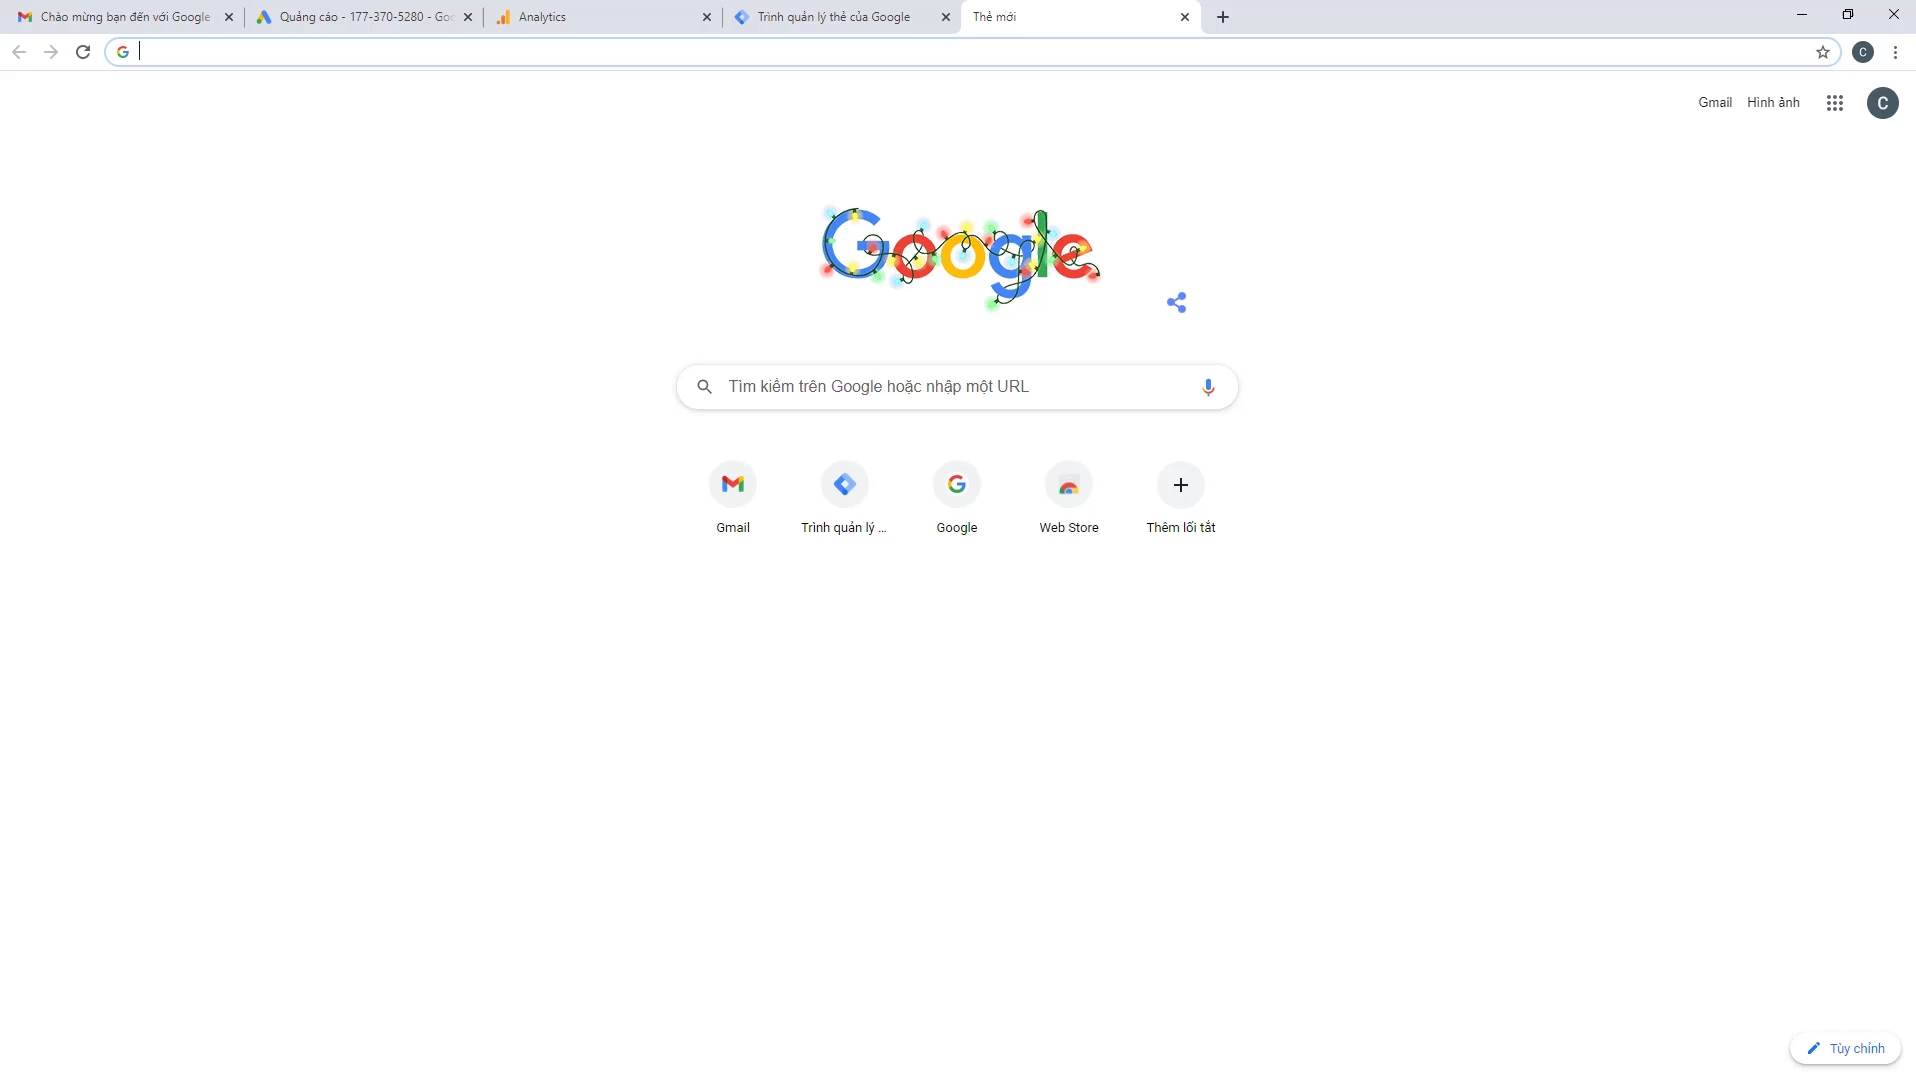 Chào mừng bạn đến với Google
Quảng cáo - 177-370-5280 - Goo
Analytics
Trình quản lý thẻ của Google
Thẻ mới
C
Gmail
Hình ảnh
C
Google
Tìm kiếm trên Google hoặc nhập một URL
Gmail
Trình quản lý ...
Google
Web Store
Thêm lối tắt
Tùy chỉnh